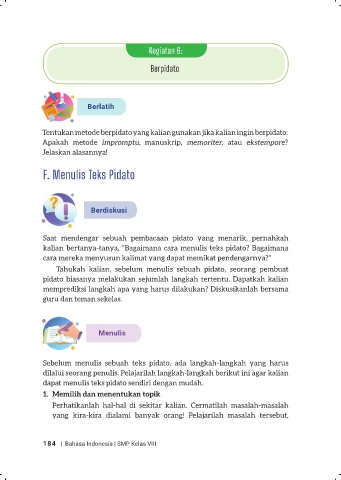 Kegiatan 8:
Berpidato
Berlatih
Tentukan metode berpidato yang kalian gunakan jika kalian ingin berpidato:
Apakah metode impromptu, manuskrip, memoriter, atau ekstempore?
Jelaskan alasannya!
F. Menulis Teks Pidato
Berdiskusi
Saat mendengar sebuah pembacaan pidato yang menarik, pernahkah
kalian bertanya-tanya, "Bagaimana cara menulis teks pidato? Bagaimana
cara mereka menyusun kalimat yang dapat memikat pendengarnya?"
Tahukah kalian, sebelum menulis sebuah pidato, seorang pembuat
pidato biasanya melakukan sejumlah langkah tertentu. Dapatkah kalian
memprediksi langkah apa yang harus dilakukan? Diskusikanlah bersama
guru dan teman sekelas.
Menulis
Sebelum menulis sebuah teks pidato, ada langkah-langkah yang harus
dilalui seorang penulis. Pelajarilah langkah-langkah berikut ini agar kalian
dapat menulis teks pidato sendiri dengan mudah.
1. Memilih dan menentukan topik
Perhatikanlah hal-hal di sekitar kalian. Cermatilah masalah-masalah
yang kira-kira dialami banyak orang! Pelajarilah masalah tersebut,
184 | Bahasa Indonesia | SMP Kelas VIII